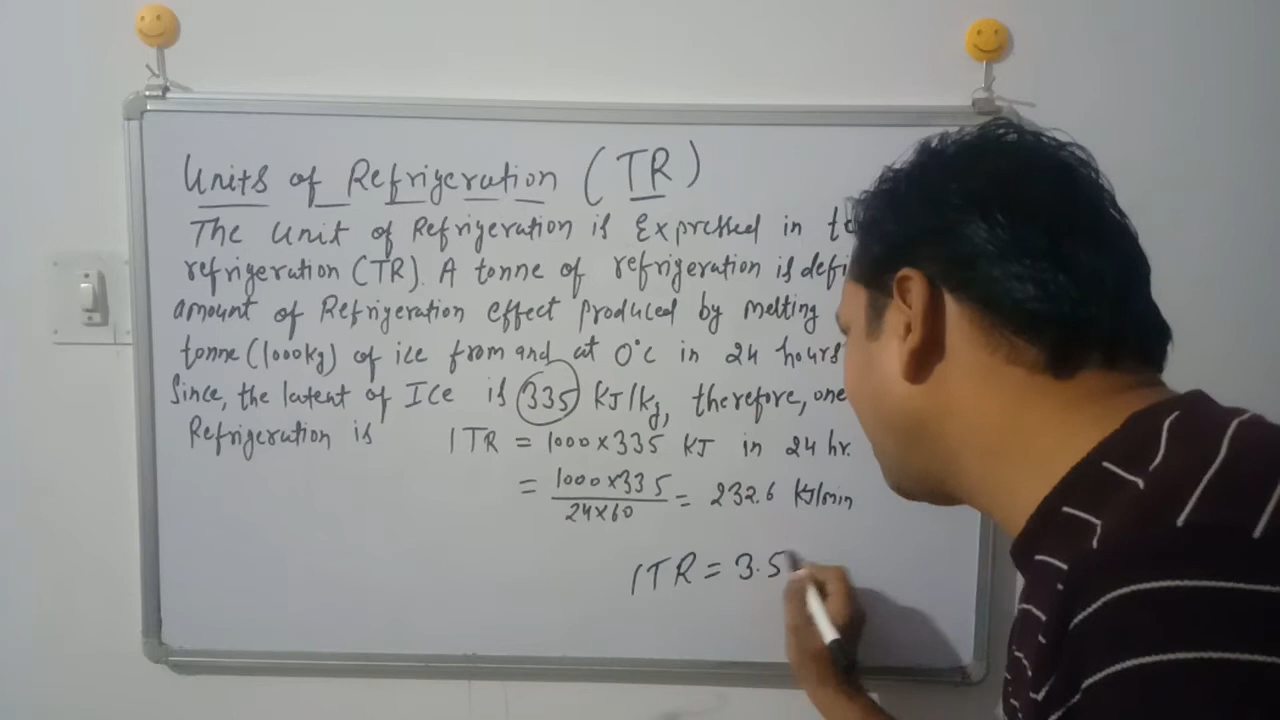 Units of Refrigeration (TR)
The Unit of Refrigeration is Expressed in
refrigeration (TR). A tonne of refrigeration is
amount of Refrigeration effect produced by melting
tonne (1000kg) of ice from and at 0°C in 24 hours
Since, the latent of ICe is 335 KJ/kg, therefore, one
Refrigeration is 1TR = 1000×335 KJ in 24 hr.
= 1000×335 / 24×60 = 232.6 KJ/min
1TR = 3.5